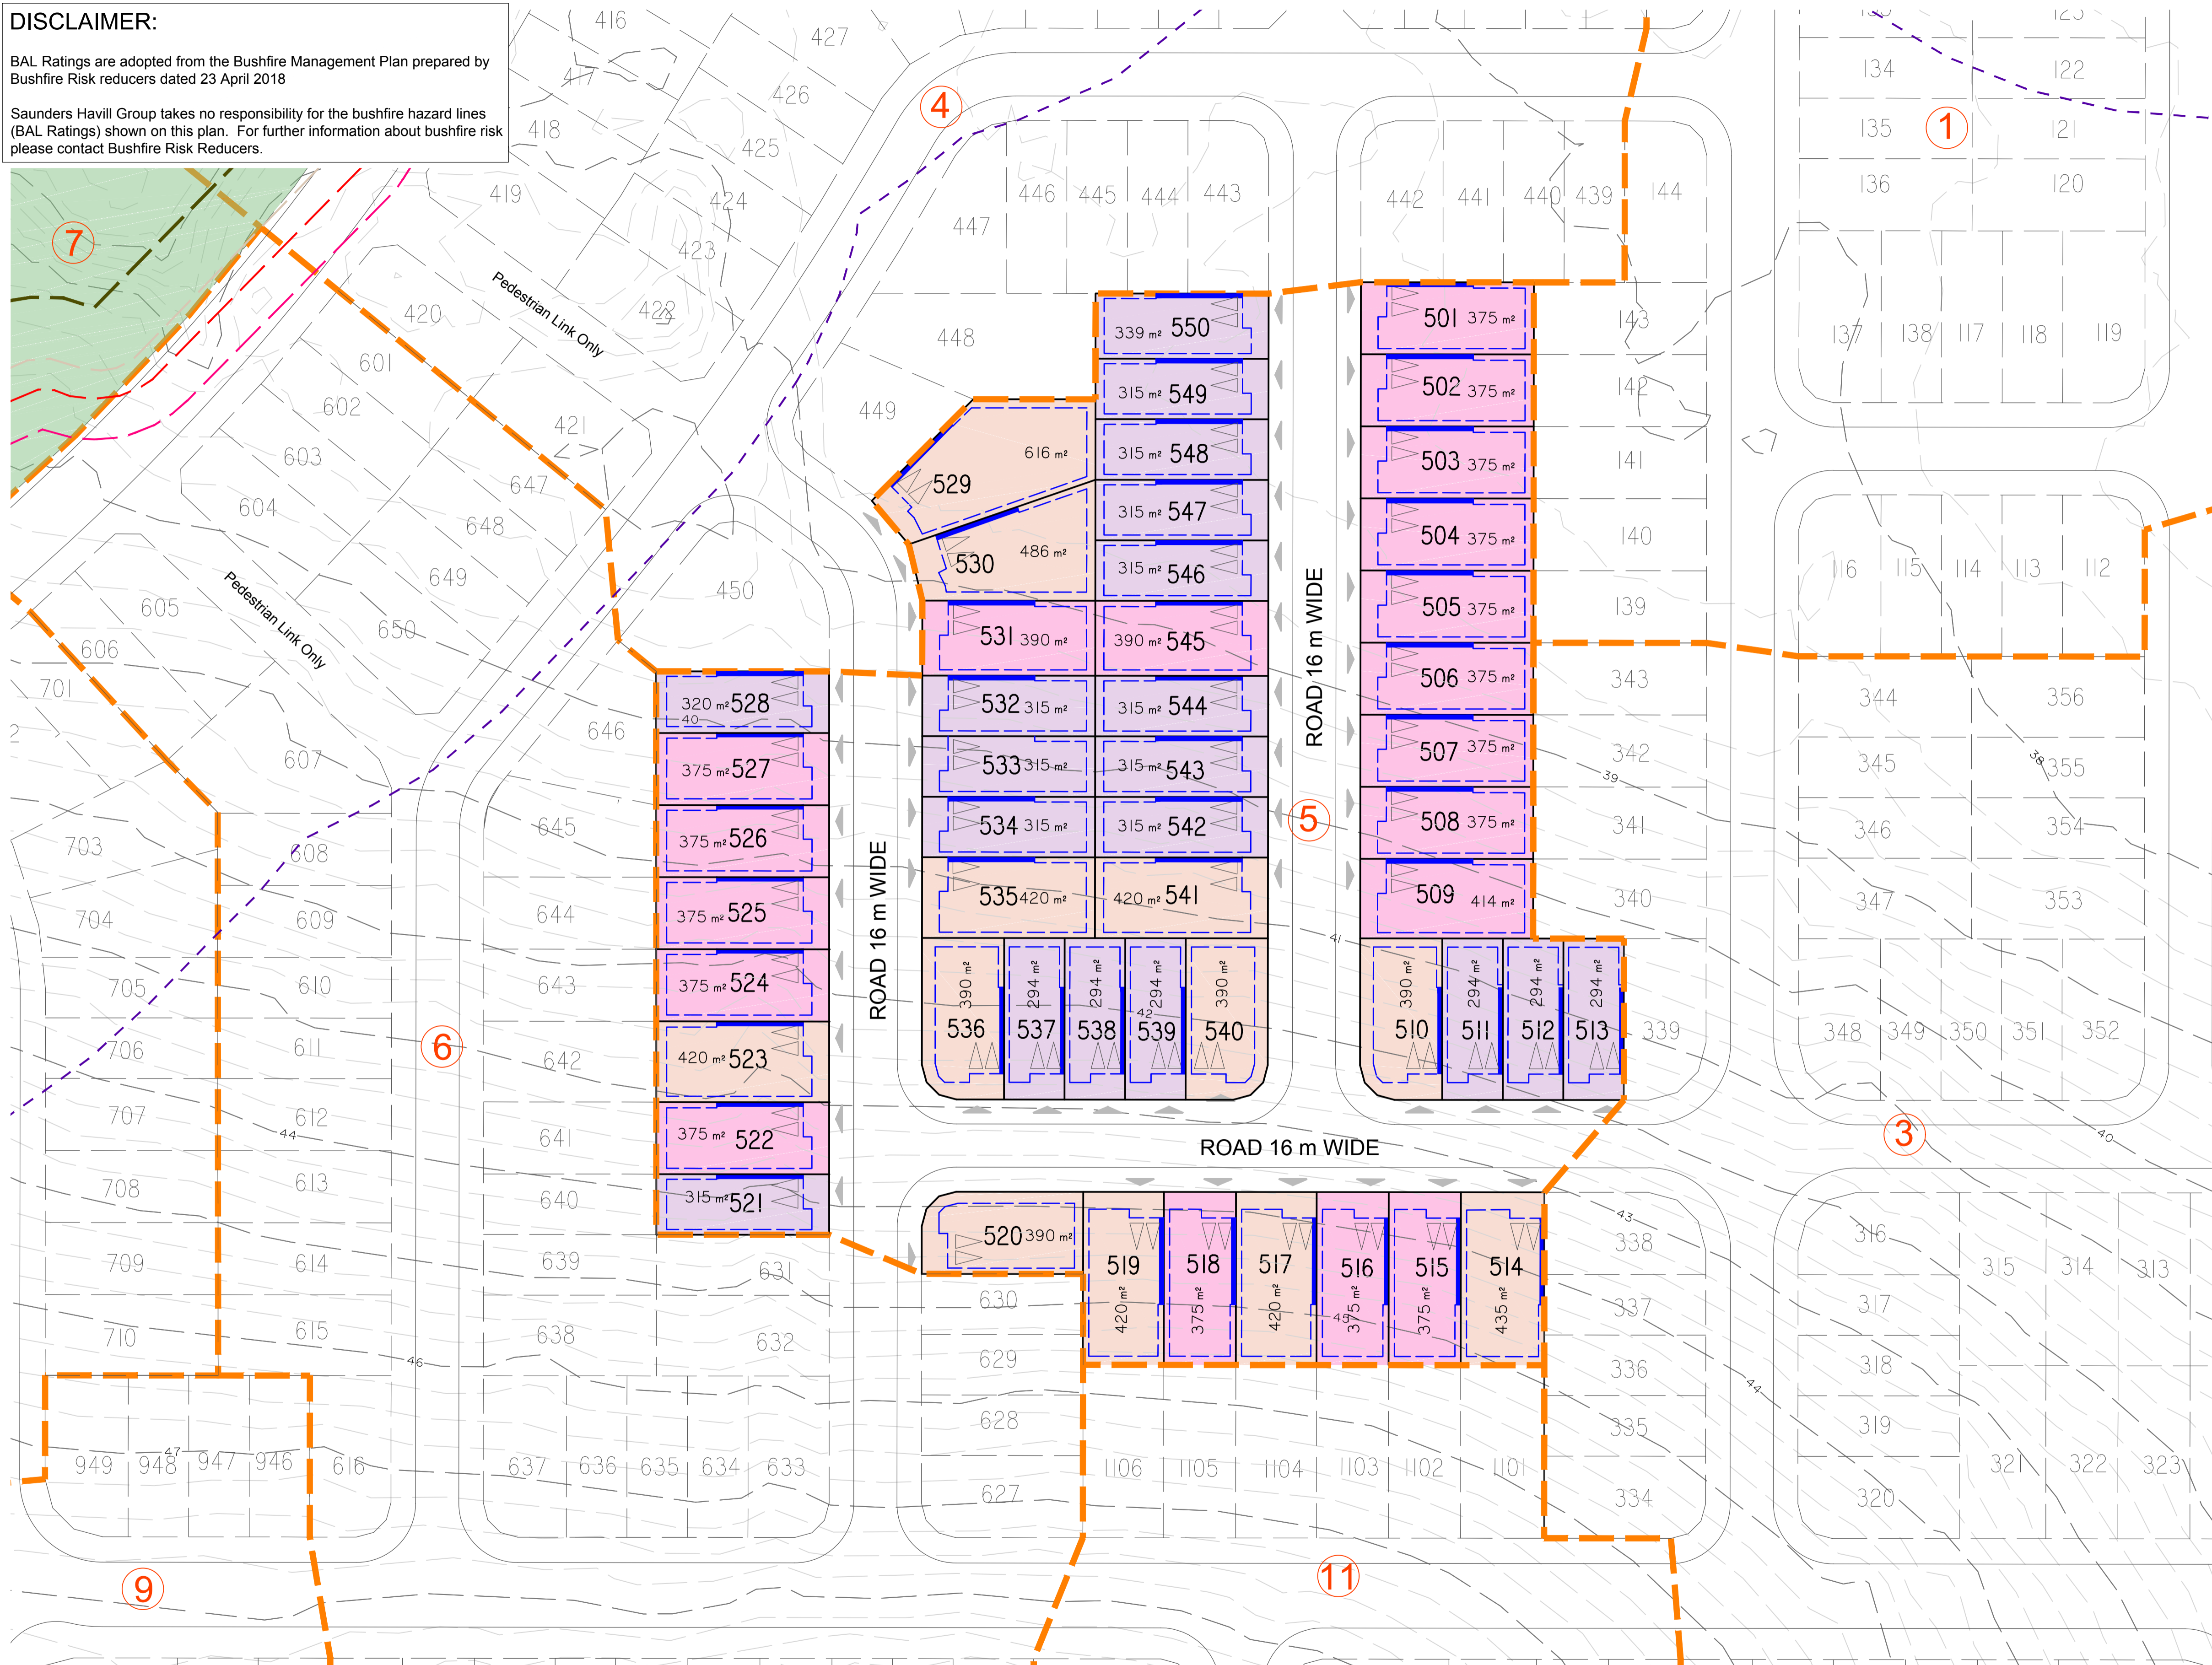 DISCLAIMER:
BAL Ratings are adopted from the Bushfire Management Plan prepared by
Bushfire Risk reducers dated 23 April 2018
Saunders Havill Group takes no responsibility for the bushfire hazard lines
(BAL Ratings) shown on this plan. For further information about bushfire risk
please contact Bushfire Risk Reducers.
416
427
417
426
418
425
419
424
423
422
420
421
Pedestrian Link Only
Pedestrian Link Only
4
7
1
134
122
135
121
136
120
137
138
117
118
119
446
445
444
443
447
448
449
450
442
441
440
439
144
143
142
141
140
139
343
342
341
340
339
116
115
114
113
112
344
356
345
355
38
346
354
347
353
348
349
350
351
352
601
602
603
604
605
606
607
647
648
649
650
646
701
703
704
705
706
707
708
709
710
608
609
610
611
612
44
613
614
615
46
645
644
643
642
641
640
639
638
631
632
637
636
635
634
633
949
948
947
946
616
47
6
9
339 m² 550
315 m² 549
315 m² 548
315 m² 547
315 m² 546
390 m² 545
315 m² 544
315 m² 543
315 m² 542
420 m² 541
616 m²
529
486 m²
530
531 390 m²
532 315 m²
533 315 m²
534 315 m²
535 420 m²
390 m²
536
294 m²
537
294 m²
538
294 m²
539
42
390 m²
540
501 375 m²
502 375 m²
503 375 m²
504 375 m²
505 375 m²
506 375 m²
507 375 m²
508 375 m²
509 414 m²
39
41
390 m²
510
294 m²
511
294 m²
512
294 m²
513
320 m² 528
40
375 m² 527
375 m² 526
375 m² 525
375 m² 524
420 m² 523
375 m² 522
315 m² 521
ROAD 16 m WIDE
ROAD 16 m WIDE
ROAD 16 m WIDE
5
3
40
520 390 m²
519
420 m²
518
375 m²
517
420 m²
516
375 m²
45
515
375 m²
514
435 m²
630
629
628
627
1106
1105
1104
1103
1102
1101
43
338
337
336
44
335
334
316
317
318
319
320
315
314
313
321
322
323
11